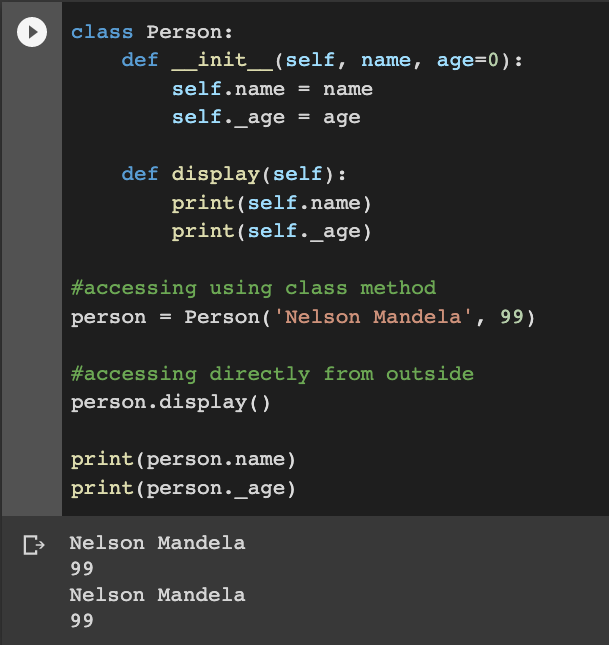 class Person:
    def __init__(self, name, age=0):
        self.name = name
        self._age = age

    def display(self):
        print(self.name)
        print(self._age)

#accessing using class method
person = Person('Nelson Mandela', 99)

#accessing directly from outside
person.display()

print(person.name)
print(person._age)
Nelson Mandela
99
Nelson Mandela
99